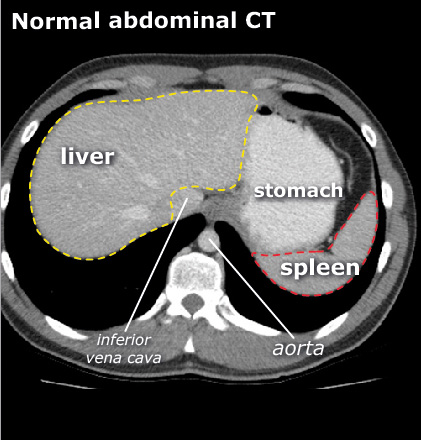 Normal abdominal CT
liver
stomach
spleen
inferior
vena cava
aorta